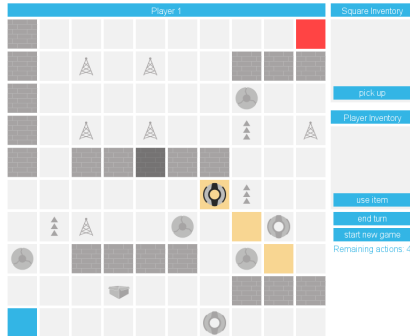 Player 1
Square Inventory
pick up
Player Inventory
use item
end turn
start new game
Remaining actions: 4